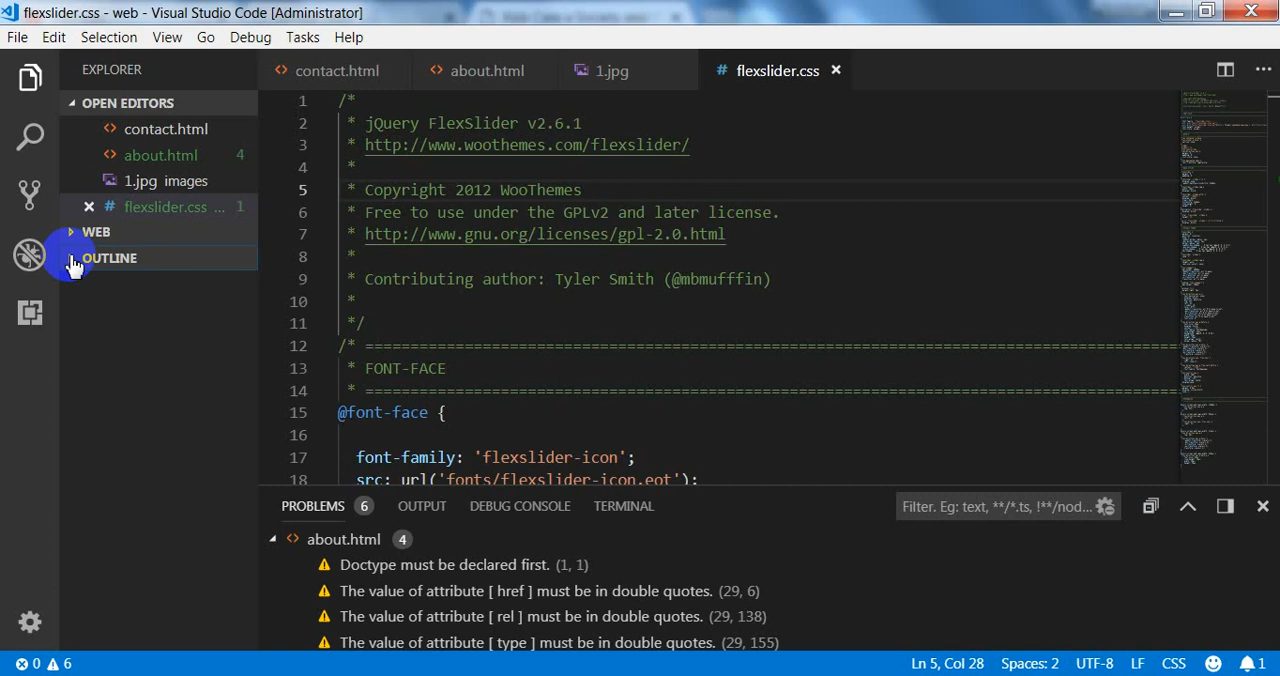 flexslider.css - web - Visual Studio Code [Administrator]
File Edit Selection View Go Debug Tasks Help
EXPLORER
OPEN EDITORS
contact.html
about.html 4
1.jpg images
flexslider.css ... 1
WEB
OUTLINE
contact.html about.html 1.jpg # flexslider.css
1 /*
2 * jQuery FlexSlider v2.6.1
3 * http://www.woothemes.com/flexslider/
4 *
5 * Copyright 2012 WooThemes
6 * Free to use under the GPLv2 and later license.
7 * http://www.gnu.org/licenses/gpl-2.0.html
8 *
9 * Contributing author: Tyler Smith (@mbmufffin)
10 *
11 */
12 /* ====================================================================================================
13 * FONT-FACE
14 * ====================================================================================================
15 @font-face {
16
17 font-family: 'flexslider-icon';
18 src: url('fonts/flexslider-icon.eot');
PROBLEMS 6 OUTPUT DEBUG CONSOLE TERMINAL Filter. Eg: text, **/*.ts, !**/nod...
about.html 4
Doctype must be declared first. (1, 1)
The value of attribute [ href ] must be in double quotes. (29, 6)
The value of attribute [ rel ] must be in double quotes. (29, 138)
The value of attribute [ type ] must be in double quotes. (29, 155)
0 6 Ln 5, Col 28 Spaces: 2 UTF-8 LF CSS 1